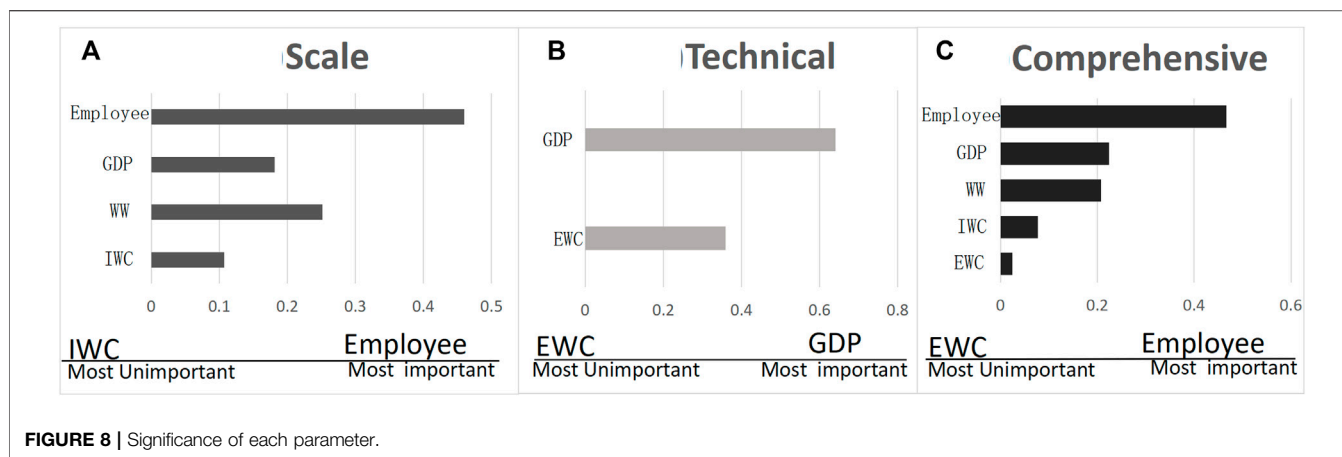 A
Scale
Employee
GDP
WW
IWC
0 0.1 0.2 0.3 0.4 0.5
IWC Employee
Most Unimportant Most important
B
)Technical
GDP
EWC
0 0.2 0.4 0.6 0.8
EWC GDP
Most Unimportant Most important
C
Comprehensive
Employee
GDP
WW
IWC
EWC
0 0.2 0.4 0.6
EWC Employee
Most Unimportant Most important
FIGURE 8 | Significance of each parameter.